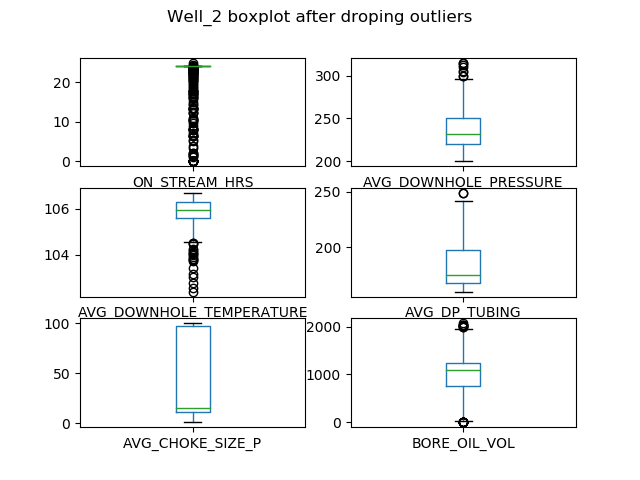 Well_2 boxplot after droping outliers
20
10
0
ON_STREAM_HRS
300
250
200
AVG_DOWNHOLE_PRESSURE
106
104
AVG_DOWNHOLE_TEMPERATURE
250
200
AVG_DP_TUBING
100
50
0
AVG_CHOKE_SIZE_P
2000
1000
0
BORE_OIL_VOL